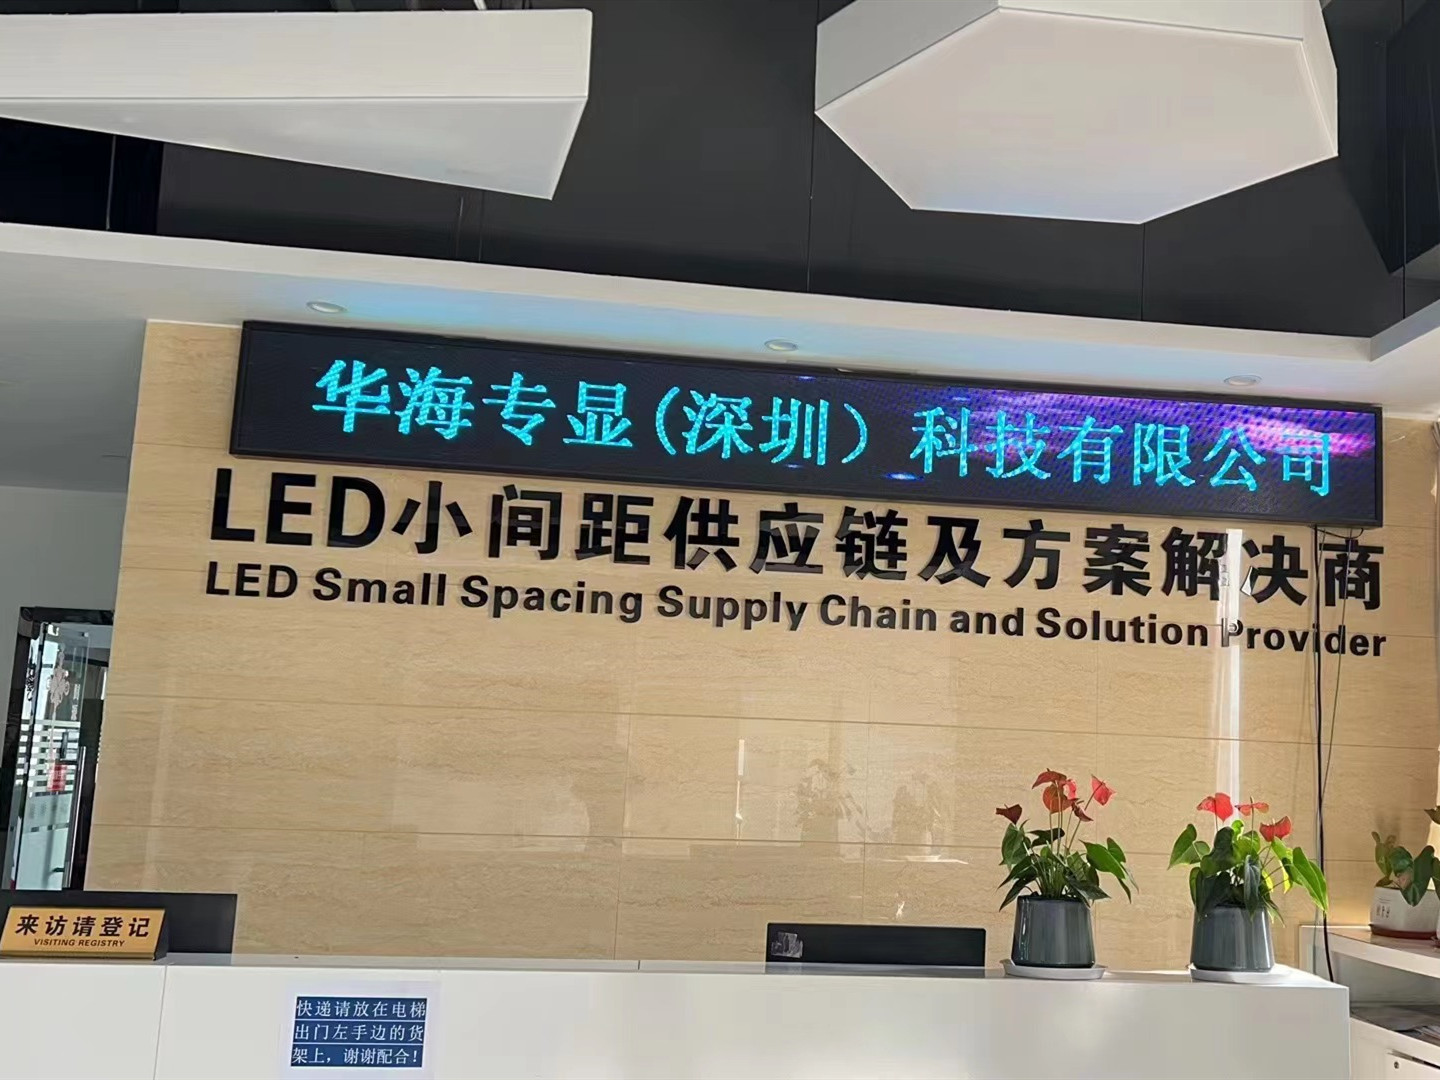 华海专显(深圳）科技有限公司
LED小间距供应链及方案解决商
LED Small Spacing Supply Chain and Solution Provider
来访请登记
VISITING REGISTRY
快递请放在电梯
出门左手边的货
架上，谢谢配合!